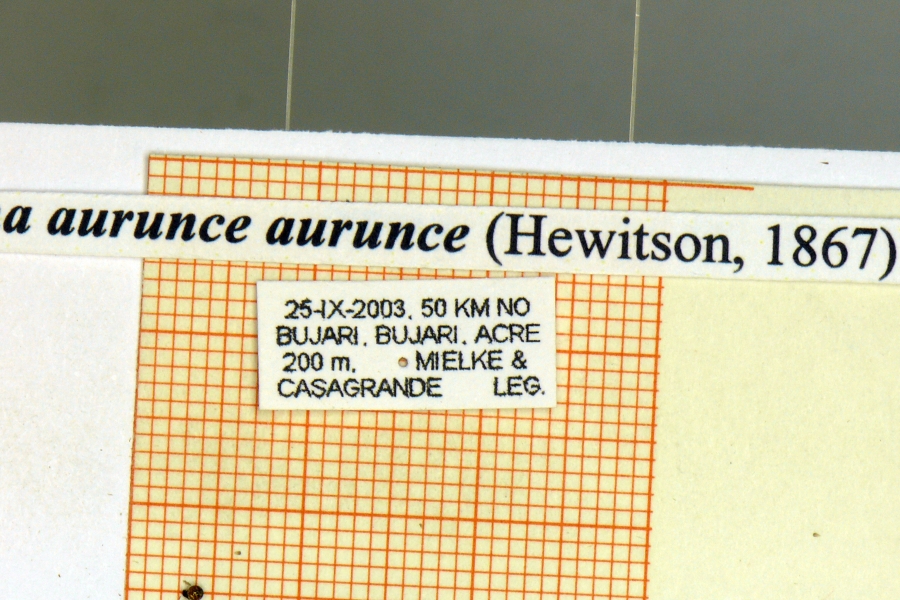 a aurunce aurunce (Hewitson, 1867)
25-IX-2003, 50 KM NO
BUJARI, BUJARI, ACRE
200 m, MIELKE &
CASAGRANDE LEG.